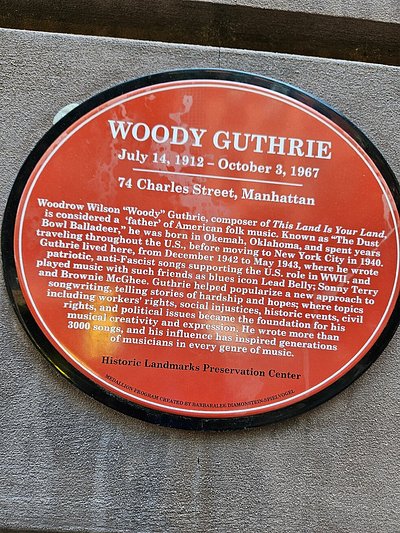 WOODY GUTHRIE
July 14, 1912 – October 3, 1967
74 Charles Street, Manhattan
Woodrow Wilson "Woody" Guthrie, composer of This Land Is Your Land,
is considered a 'father' of American folk music. Known as "The Dust
Bowl Balladeer," he was born in Okemah, Oklahoma, and spent years
traveling throughout the U.S., before moving to New York City in 1940.
Guthrie lived here, from December 1942 to May 1943, where he wrote
patriotic, anti-Fascist songs supporting the U.S. role in WWII, and
played music with such friends as blues icon Lead Belly; Sonny Terry
and Brownie McGhee. Guthrie helped popularize a new approach to
songwriting, telling stories of hardship and hopes; where topics
including workers' rights, social injustices, historic events, civil
rights, and political issues became the foundation for his
musical creativity and expression. He wrote more than
3000 songs, and his influence has inspired generations
of musicians in every genre of music.
Historic Landmarks Preservation Center
MEDALLION PROGRAM CREATED BY BARBARALEE DIAMONSTEIN-SPIELVOGEL